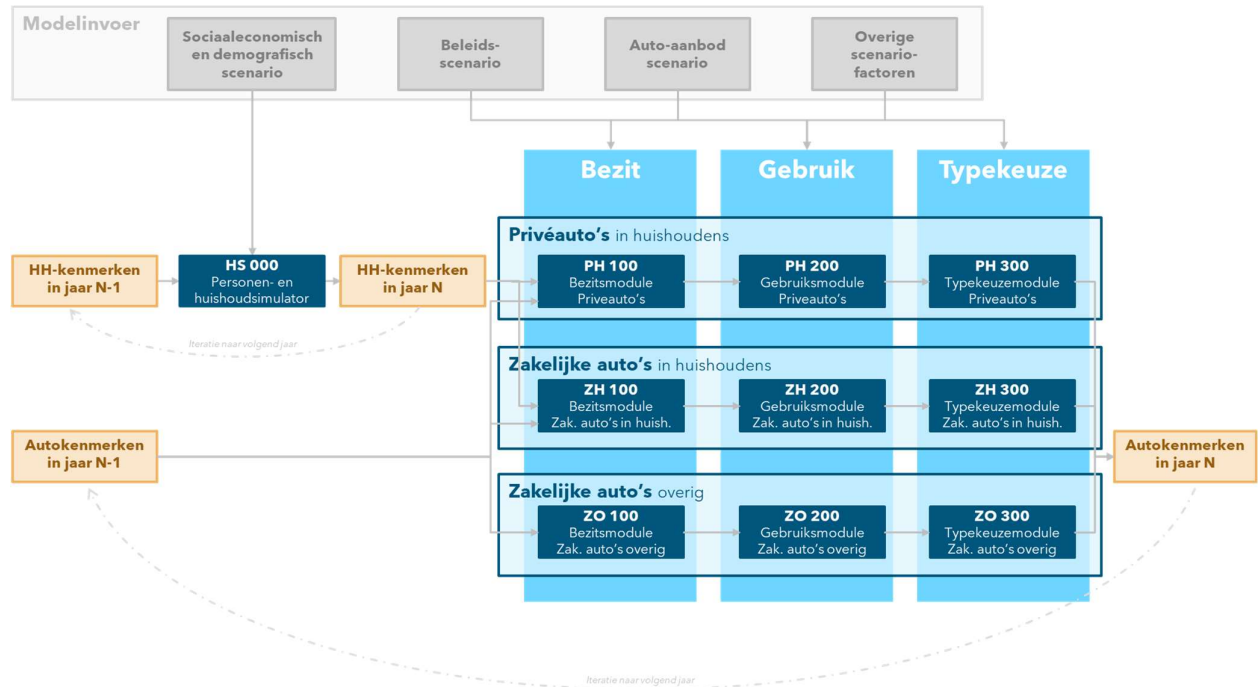 Modelinvoer
Sociaaleconomisch
en demografisch
scenario
Beleids-
scenario
Auto-aanbod
scenario
Overige
scenario-
factoren
Bezit
Gebruik
Typekeuze
Privéauto's in huishoudens
HH-kenmerken
in jaar N-1
HS 000
Personen- en
huishoudsimulator
HH-kenmerken
in jaar N
PH 100
Bezitsmodule
Priveauto's
PH 200
Gebruiksmodule
Priveauto's
PH 300
Typekeuzemodule
Priveauto's
Iteratie naar volgend jaar
Zakelijke auto's in huishoudens
ZH 100
Bezitsmodule
Zak. auto's in huish.
ZH 200
Gebruiksmodule
Zak. auto's in huish.
ZH 300
Typekeuzemodule
Zak. auto's in huish.
Autokenmerken
in jaar N-1
Autokenmerken
in jaar N
Zakelijke auto's overig
ZO 100
Bezitsmodule
Zak. auto's overig
ZO 200
Gebruiksmodule
Zak. auto's overig
ZO 300
Typekeuzemodule
Zak. auto's overig
Iteratie naar volgend jaar